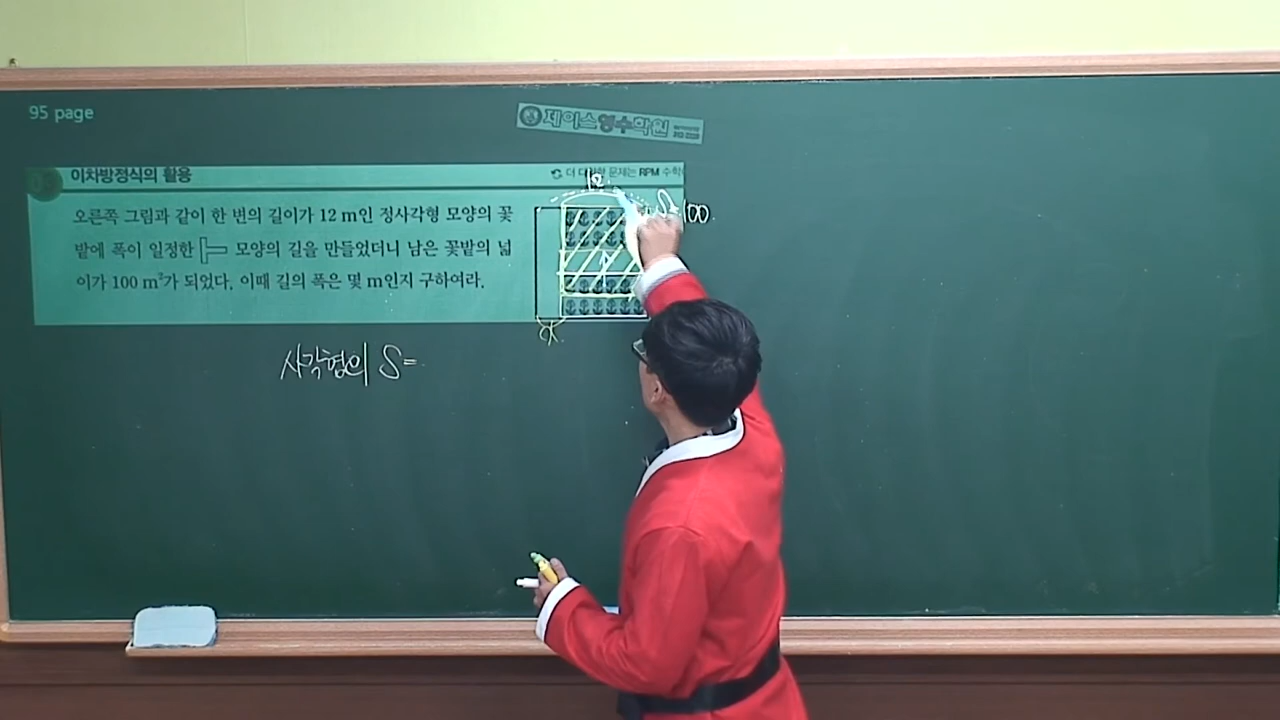 95 page
제이스영수학원
이차방정식의 활용
더 다양한 문제는 RPM 수학
오른쪽 그림과 같이 한 변의 길이가 12 m인 정사각형 모양의 꽃
밭에 폭이 일정한 모양의 길을 만들었더니 남은 꽃밭의 넓
이가 100 m²가 되었다. 이때 길의 폭은 몇 m인지 구하여라.
12
100
x
사각형의 S=